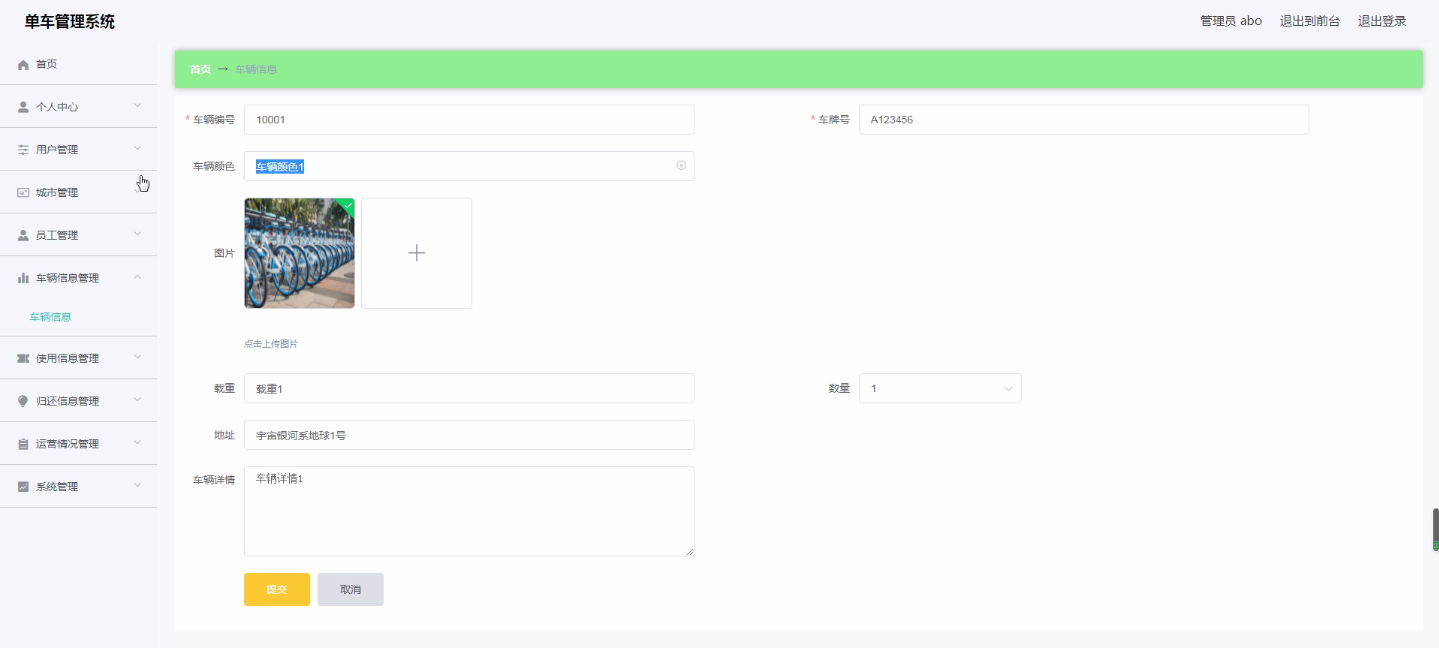 单车管理系统
管理员 abo 退出到前台 退出登录
首页
个人中心
用户管理
城市管理
员工管理
车辆信息管理
车辆信息
使用信息管理
归还信息管理
运营情况管理
系统管理
首页 → 车辆信息
* 车辆编号 10001
* 车牌号 A123456
车辆颜色 车辆颜色1
图片
点击上传图片
载重 载重1
数量 1
地址 宇宙银河系地球1号
车辆详情 车辆详情1
提交 取消